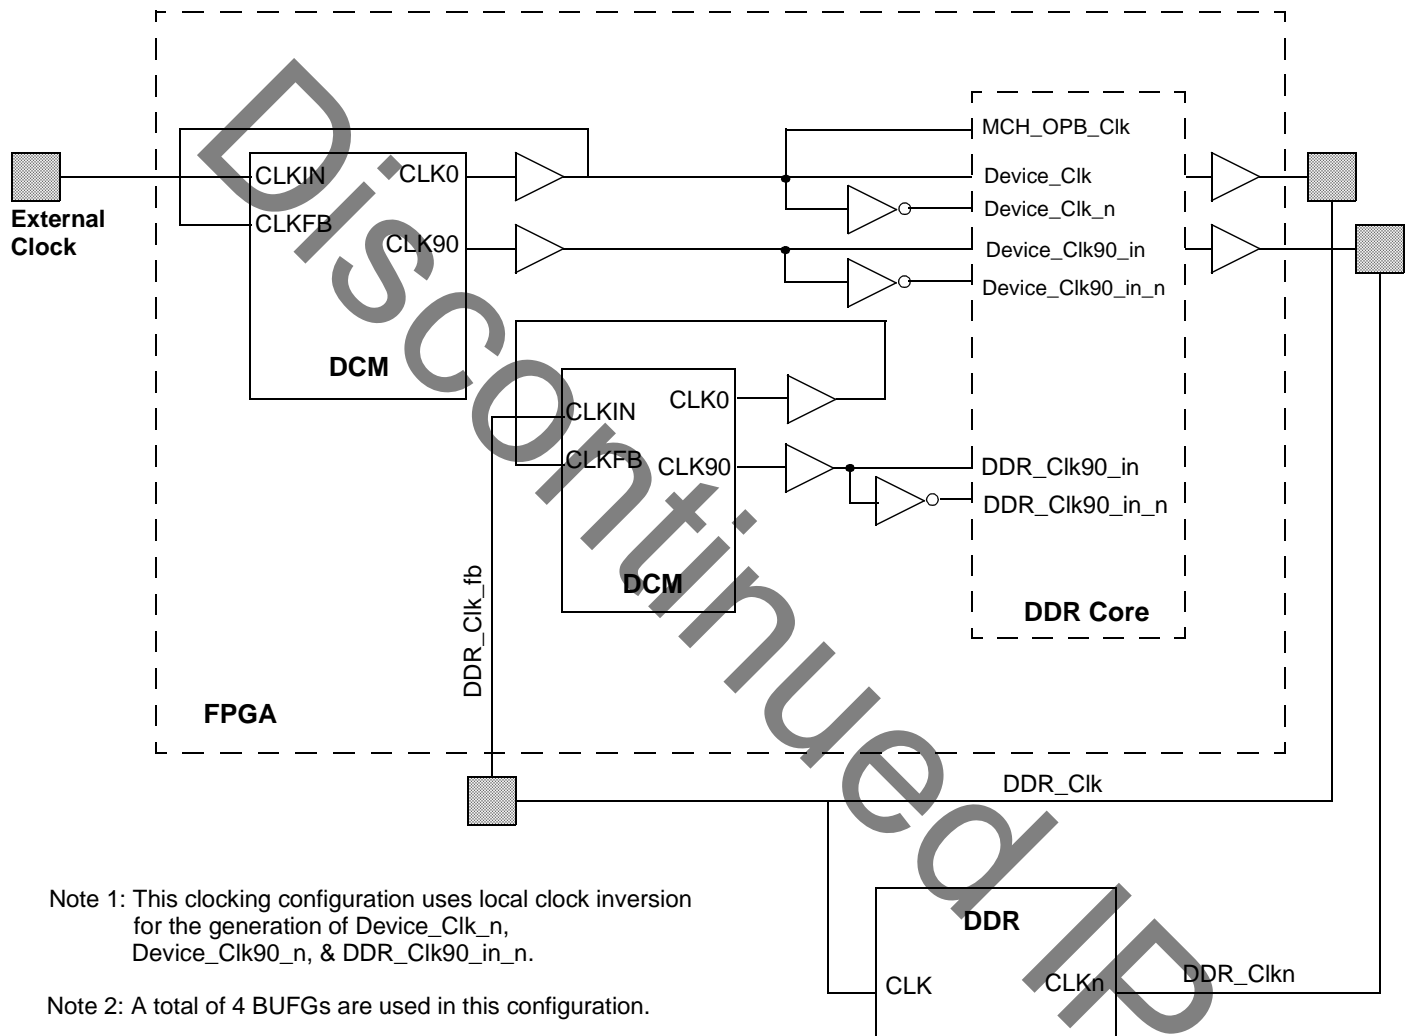 External
Clock
CLKIN
CLKFB
CLK0
CLK90
DCM
MCH_OPB_Clk
Device_Clk
Device_Clk_n
Device_Clk90_in
Device_Clk90_in_n
CLKIN
CLKFB
CLK0
CLK90
DCM
DDR_Clk90_in
DDR_Clk90_in_n
DDR Core
DDR_Clk_fb
FPGA
DDR_Clk
Note 1: This clocking configuration uses local clock inversion
for the generation of Device_Clk_n,
Device_Clk90_n, & DDR_Clk90_in_n.
Note 2: A total of 4 BUFGs are used in this configuration.
DDR
CLK
CLKn
DDR_Clkn
Discontinued IP